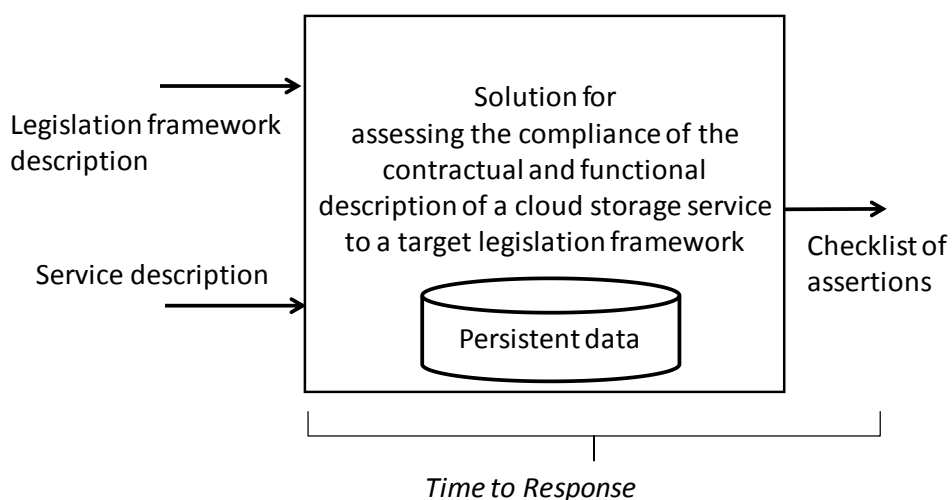 Legislation framework
description
Service description
Solution for
assessing the compliance of the
contractual and functional
description of a cloud storage service
to a target legislation framework
Persistent data
Checklist of
assertions
Time to Response